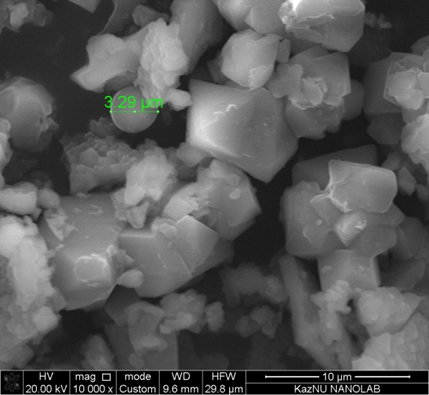 3.29 µm
HV
mag □
mode
WD
HFW
10 µm
20.00 kV
10 000 x
Custom
9.6 mm
29.8 µm
KazNU NANOLAB